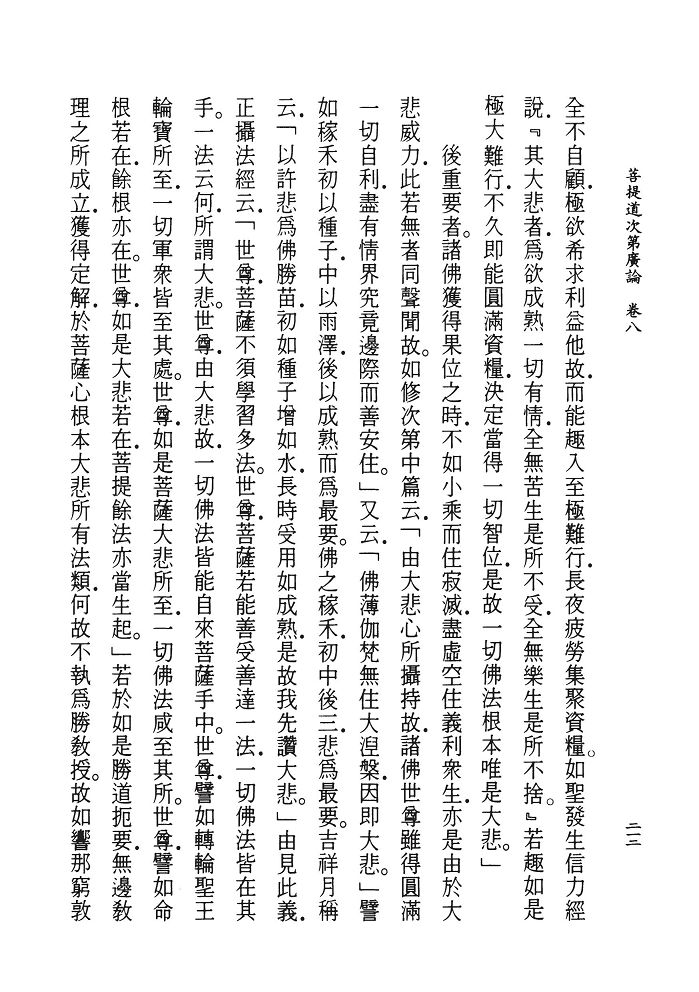 菩提道次第廣論　卷八
二一三
全不自顧．極欲希求利益他故．而能趣入至極難行．長夜疲勞集聚資糧。如聖發生信力經
說．『其大悲者．爲欲成熟一切有情．全無苦生是所不受．全無樂生是所不捨。』若趣如是
極大難行．不久即能圓滿資糧．決定當得一切智位．是故一切佛法根本唯是大悲。」
後重要者。諸佛獲得果位之時．不如小乘而住寂滅．盡虛空住義利衆生．亦是由於大
悲威力．此若無者同聲聞故。如修次第中篇云．「由大悲心所攝持故．諸佛世尊雖得圓滿
一切自利．盡有情界究竟邊際而善安住。」又云．「佛薄伽梵無住大涅槃．因即大悲。」譬
如稼禾初以種子．中以雨澤．後以成熟而爲最要。佛之稼禾．初中後三．悲爲最要。吉祥月稱
云．「以許悲爲佛勝苗．初如種子增如水．長時受用如成熟．是故我先讚大悲。」由見此義．
正攝法經云．「世尊．菩薩不須學習多法。世尊．菩薩若能善受善達一法．一切佛法皆在其
手。一法云何．所謂大悲。世尊．由大悲故．一切佛法皆能自來菩薩手中。世尊．譬如轉輪聖王
輪寶所至．一切軍衆皆至其處。世尊．如是菩薩大悲所至．一切佛法咸至其所。世尊．譬如命
根若在．餘根亦在。世尊．如是大悲若在．菩提餘法亦當生起。」若於如是勝道扼要．無邊敎
理之所成立．獲得定解．於菩薩心根本大悲所有法類．何故不執爲勝敎授。故如響那窮敦